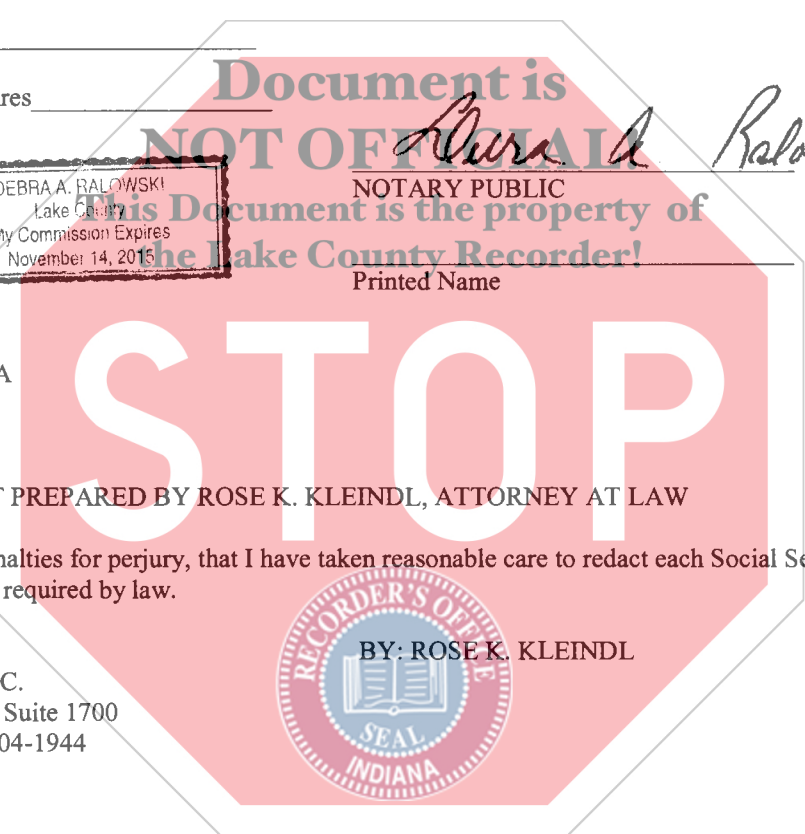 Document is
res
NOT OFFICIAL!
DEBRA A. RALOWSKI
NOTARY PUBLIC
Lake County
This Document is the property of
My Commission Expires
November 14, 2015
the Lake County Recorder!
Printed Name
STOP
A
T PREPARED BY ROSE K. KLEINDL, ATTORNEY AT LAW
nalties for perjury, that I have taken reasonable care to redact each Social Se
required by law.
RECORDER'S OFFICE
BY: ROSE K. KLEINDL
C.
Suite 1700
04-1944
SEAL
INDIANA